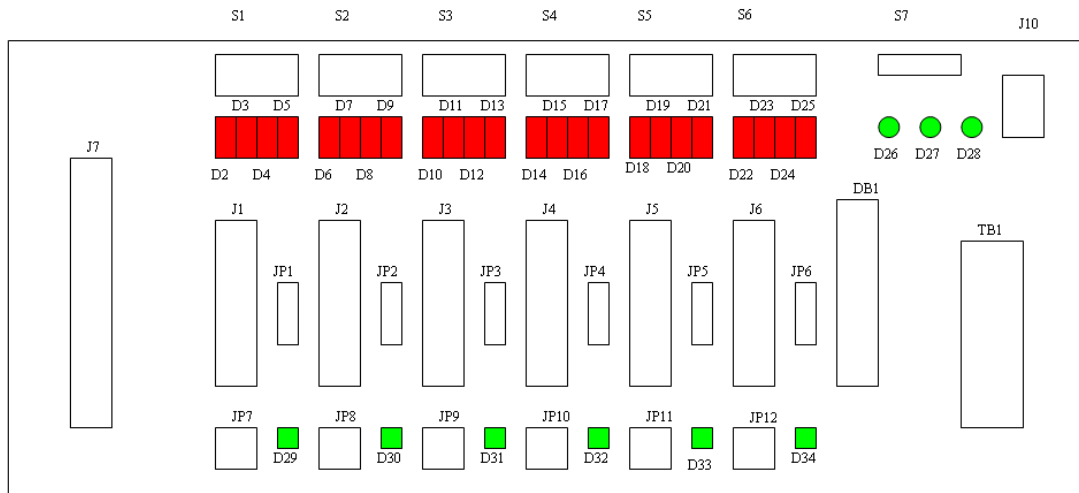 S1 S2 S3 S4 S5 S6 S7 J10
D3 D5 D7 D9 D11 D13 D15 D17 D19 D21 D23 D25
J7 D26 D27 D28
D2 D4 D6 D8 D10 D12 D14 D16 D18 D20 D22 D24
DB1
J1 J2 J3 J4 J5 J6 TB1
JP1 JP2 JP3 JP4 JP5 JP6
JP7 JP8 JP9 JP10 JP11 JP12
D29 D30 D31 D32 D33 D34